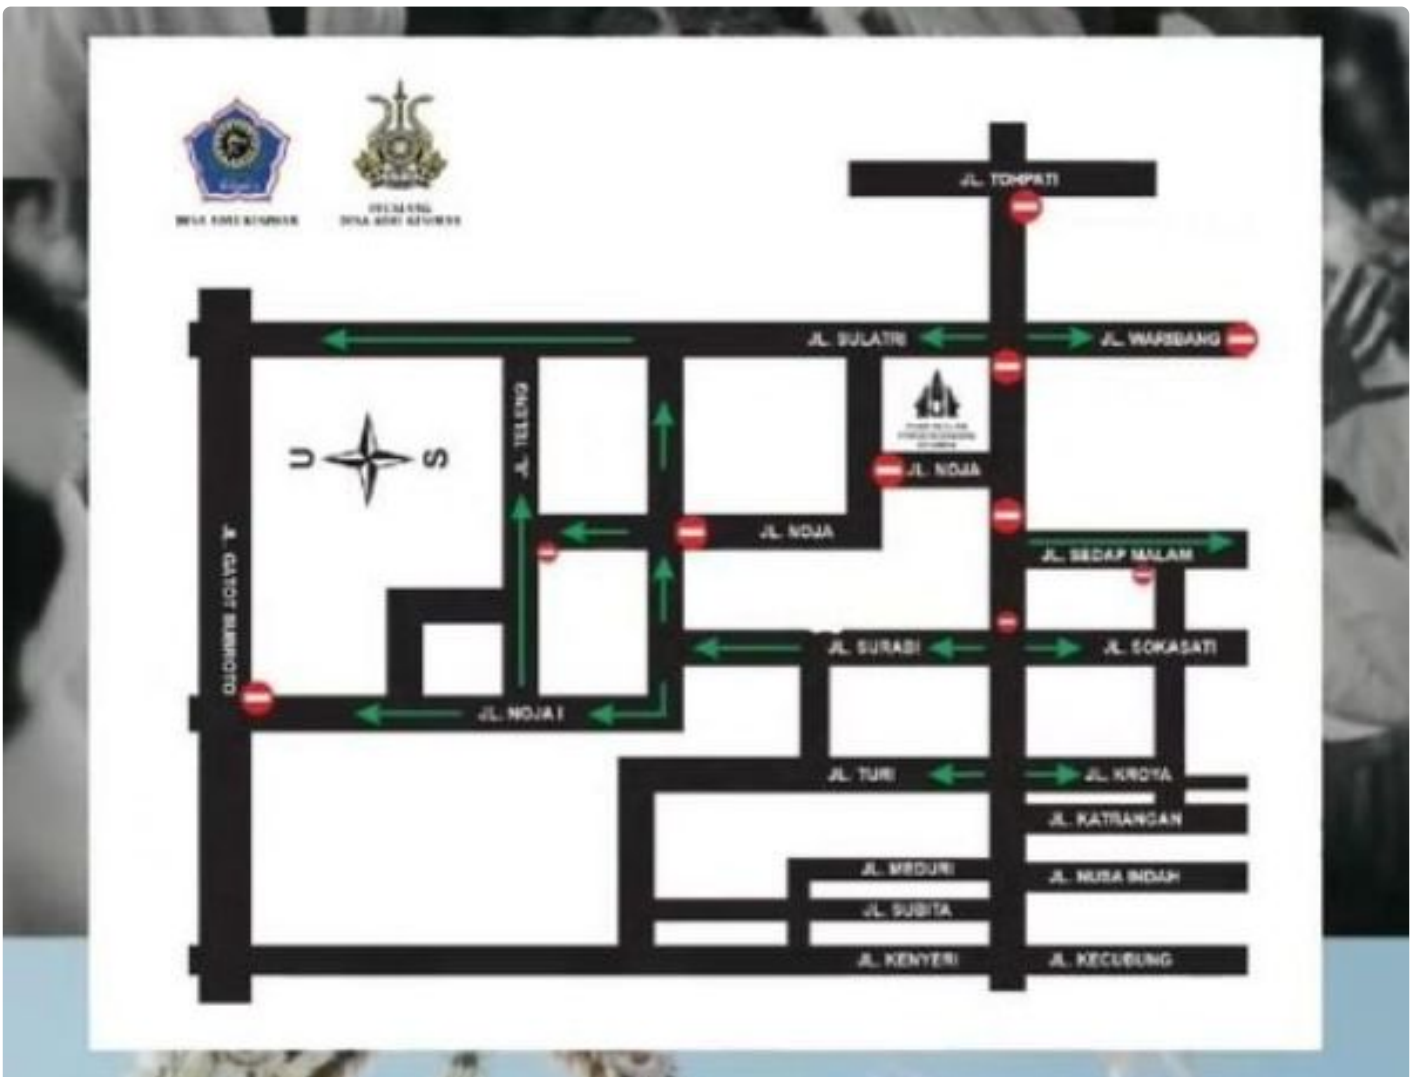 JL. TOHPATI
JL. SULATRI
JL. WARIBANG
JL. TELENG
U
S
JL. NOJA
JL. NOJA
JL. SEDAP MALAM
JL. GATOT SUBROTO
JL. SURABI
JL. SOKASATI
JL. NOJA I
JL. TURI
JL. KROYA
JL. KATRANGAN
JL. MEDURI
JL. NUSA INDAH
JL. SUBITA
JL. KENYERI
JL. KECUBUNG